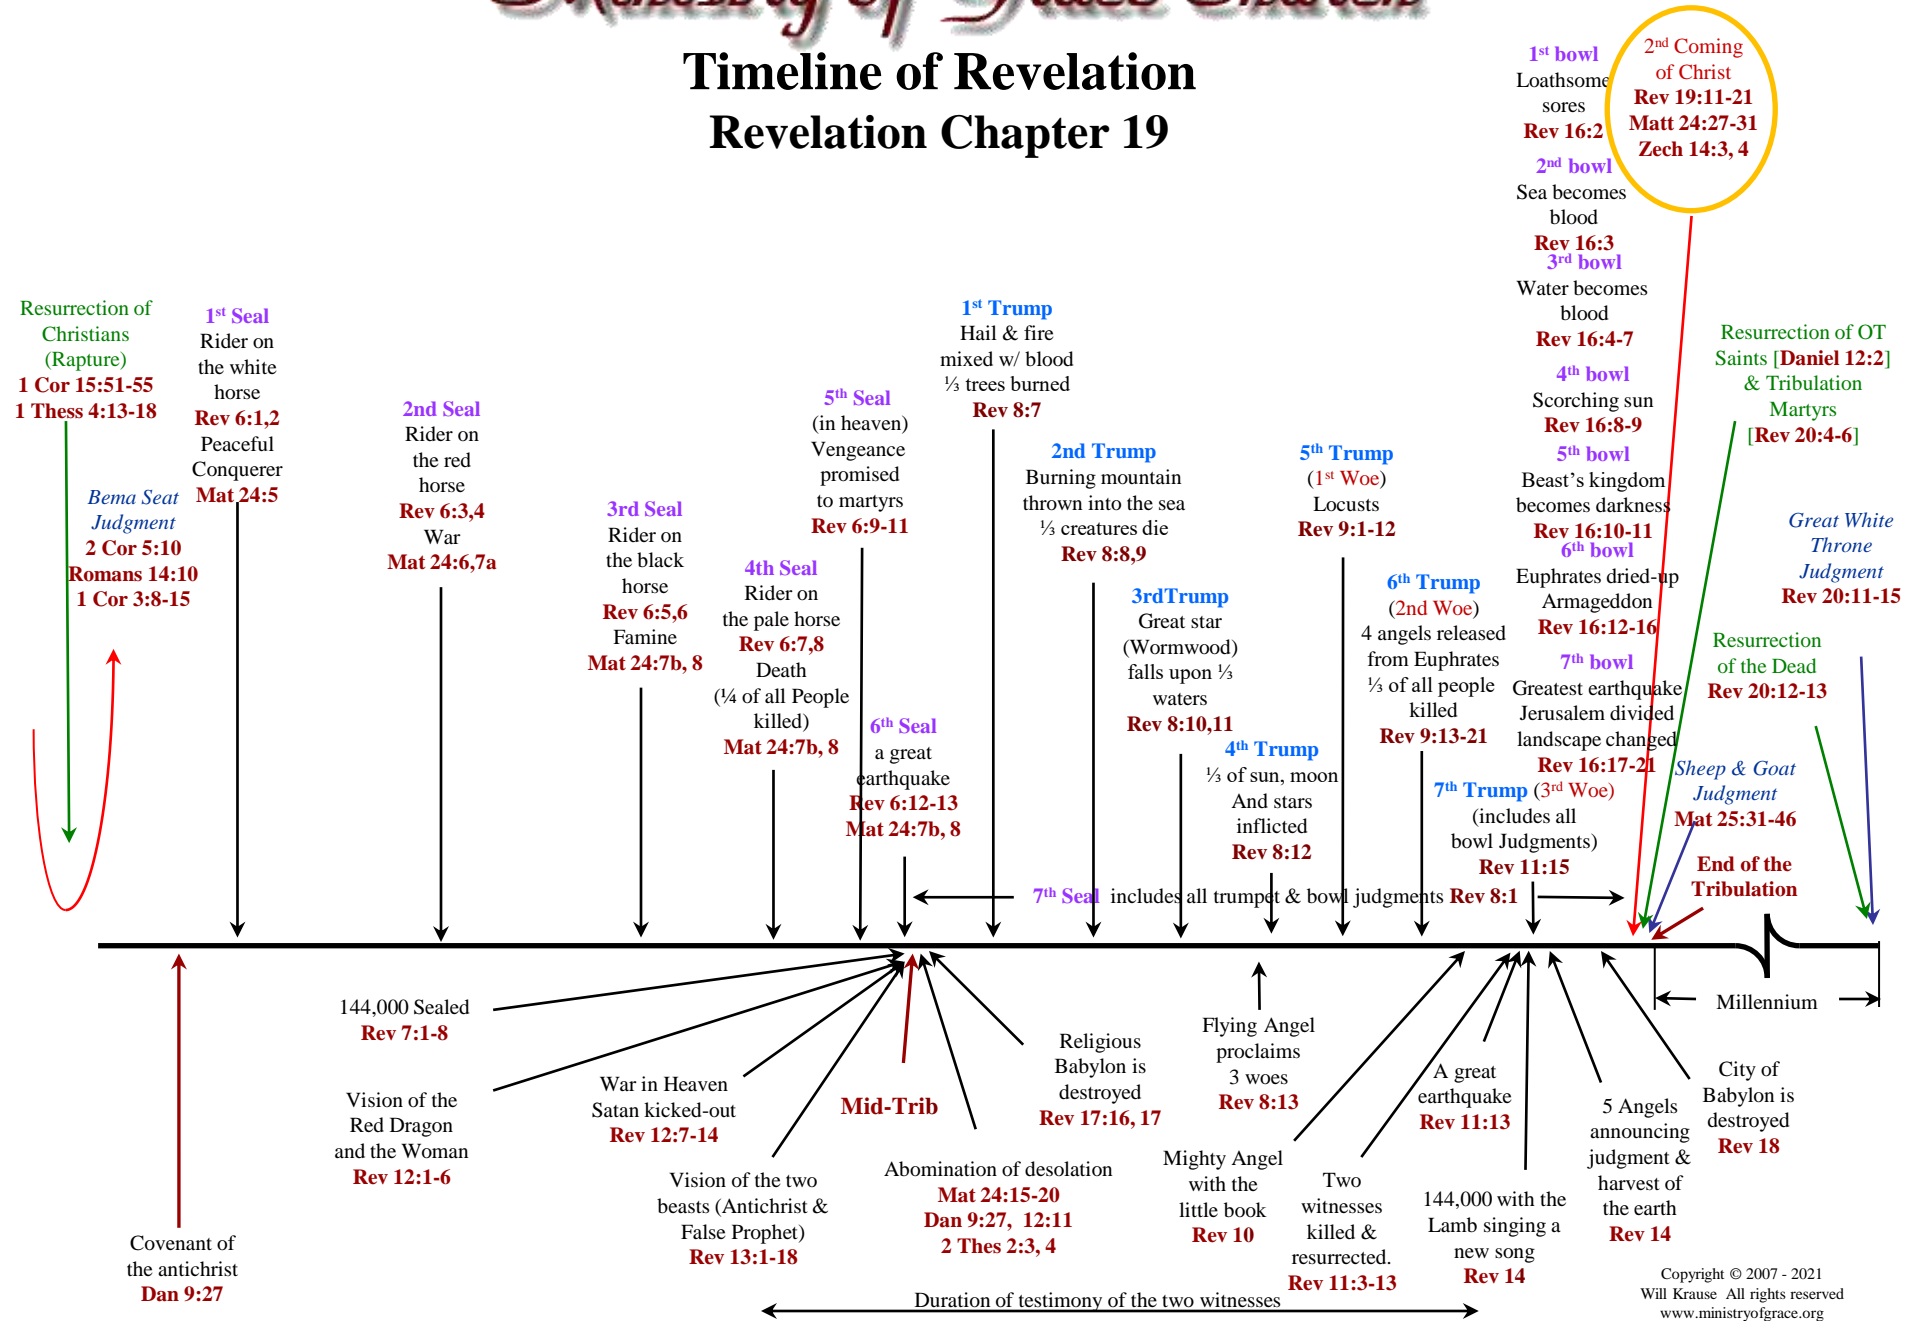 Ministry of Grace Church
Timeline of Revelation
Revelation Chapter 19
1st bowl
Loathsome
sores
Rev 16:2
2nd bowl
Sea becomes
blood
Rev 16:3
3rd bowl
Water becomes
blood
Rev 16:4-7
4th bowl
Scorching sun
Rev 16:8-9
5th bowl
Beast's kingdom
becomes darkness
Rev 16:10-11
6th bowl
Euphrates dried-up
Armageddon
Rev 16:12-16
7th bowl
Greatest earthquake
Jerusalem divided
landscape changed
Rev 16:17-21
2nd Coming
of Christ
Rev 19:11-21
Matt 24:27-31
Zech 14:3, 4
Resurrection of
Christians
(Rapture)
1 Cor 15:51-55
1 Thess 4:13-18
Bema Seat
Judgment
2 Cor 5:10
Romans 14:10
1 Cor 3:8-15
1st Seal
Rider on
the white
horse
Rev 6:1,2
Peaceful
Conquerer
Mat 24:5
2nd Seal
Rider on
the red
horse
Rev 6:3,4
War
Mat 24:6,7a
3rd Seal
Rider on
the black
horse
Rev 6:5,6
Famine
Mat 24:7b, 8
4th Seal
Rider on
the pale horse
Rev 6:7,8
Death
(¼ of all People
killed)
Mat 24:7b, 8
5th Seal
(in heaven)
Vengeance
promised
to martyrs
Rev 6:9-11
6th Seal
a great
earthquake
Rev 6:12-13
Mat 24:7b, 8
1st Trump
Hail & fire
mixed w/ blood
⅓ trees burned
Rev 8:7
2nd Trump
Burning mountain
thrown into the sea
⅓ creatures die
Rev 8:8,9
3rdTrump
Great star
(Wormwood)
falls upon ⅓
waters
Rev 8:10,11
4th Trump
⅓ of sun, moon
And stars
inflicted
Rev 8:12
5th Trump
(1st Woe)
Locusts
Rev 9:1-12
6th Trump
(2nd Woe)
4 angels released
from Euphrates
⅓ of all people
killed
Rev 9:13-21
7th Trump (3rd Woe)
(includes all
bowl Judgments)
Rev 11:15
7th Seal includes all trumpet & bowl judgments Rev 8:1
Resurrection of OT
Saints [Daniel 12:2]
& Tribulation
Martyrs
[Rev 20:4-6]
Great White
Throne
Judgment
Rev 20:11-15
Resurrection
of the Dead
Rev 20:12-13
Sheep & Goat
Judgment
Mat 25:31-46
End of the
Tribulation
Millennium
Covenant of
the antichrist
Dan 9:27
144,000 Sealed
Rev 7:1-8
Vision of the
Red Dragon
and the Woman
Rev 12:1-6
War in Heaven
Satan kicked-out
Rev 12:7-14
Vision of the two
beasts (Antichrist &
False Prophet)
Rev 13:1-18
Mid-Trib
Abomination of desolation
Mat 24:15-20
Dan 9:27, 12:11
2 Thes 2:3, 4
Religious
Babylon is
destroyed
Rev 17:16, 17
Flying Angel
proclaims
3 woes
Rev 8:13
Mighty Angel
with the
little book
Rev 10
Two
witnesses
killed &
resurrected.
Rev 11:3-13
A great
earthquake
Rev 11:13
144,000 with the
Lamb singing a
new song
Rev 14
5 Angels
announcing
judgment &
harvest of
the earth
Rev 14
City of
Babylon is
destroyed
Rev 18
Duration of testimony of the two witnesses
Copyright © 2007 - 2021
Will Krause All rights reserved
www.ministryofgrace.org